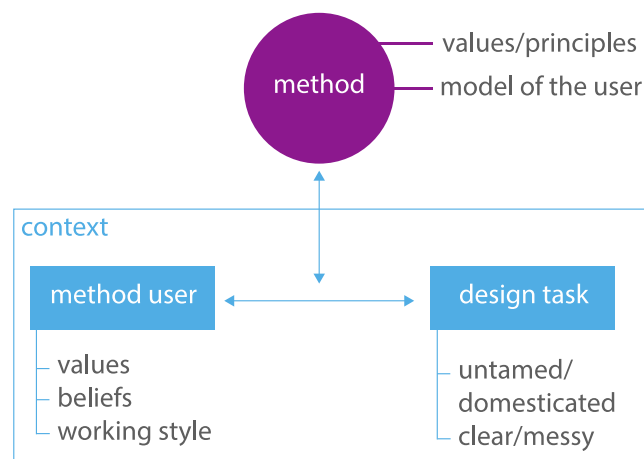 method
values/principles
model of the user
context
method user
design task
values
beliefs
working style
untamed/
domesticated
clear/messy